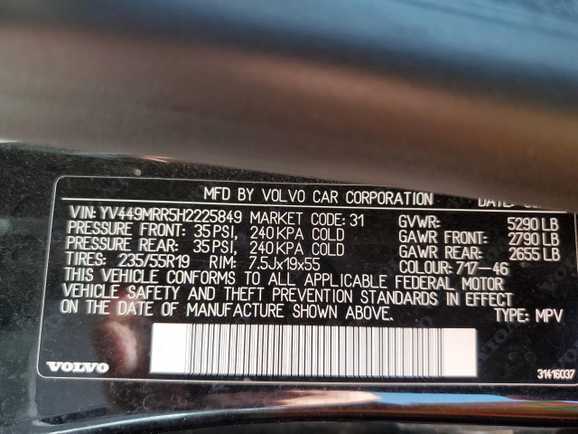 MFD BY VOLVO CAR CORPORATION DATE
VIN: YV449MRR5H2225849 MARKET CODE: 31 GVWR: 5290 LB
PRESSURE FRONT: 35 PSI, 240 KPA COLD GAWR FRONT: 2790 LB
PRESSURE REAR: 35 PSI, 240 KPA COLD GAWR REAR: 2655 LB
TIRES: 235/55R19 RIM: 7.5Jx19x55 COLOUR: 717-46
THIS VEHICLE CONFORMS TO ALL APPLICABLE FEDERAL MOTOR
VEHICLE SAFETY AND THEFT PREVENTION STANDARDS IN EFFECT
ON THE DATE OF MANUFACTURE SHOWN ABOVE. TYPE: MPV
VOLVO 31416037